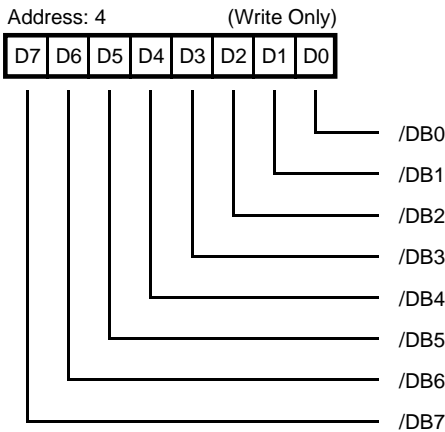 Address: 4 (Write Only)
D7 D6 D5 D4 D3 D2 D1 D0
/DB0
/DB1
/DB2
/DB3
/DB4
/DB5
/DB6
/DB7